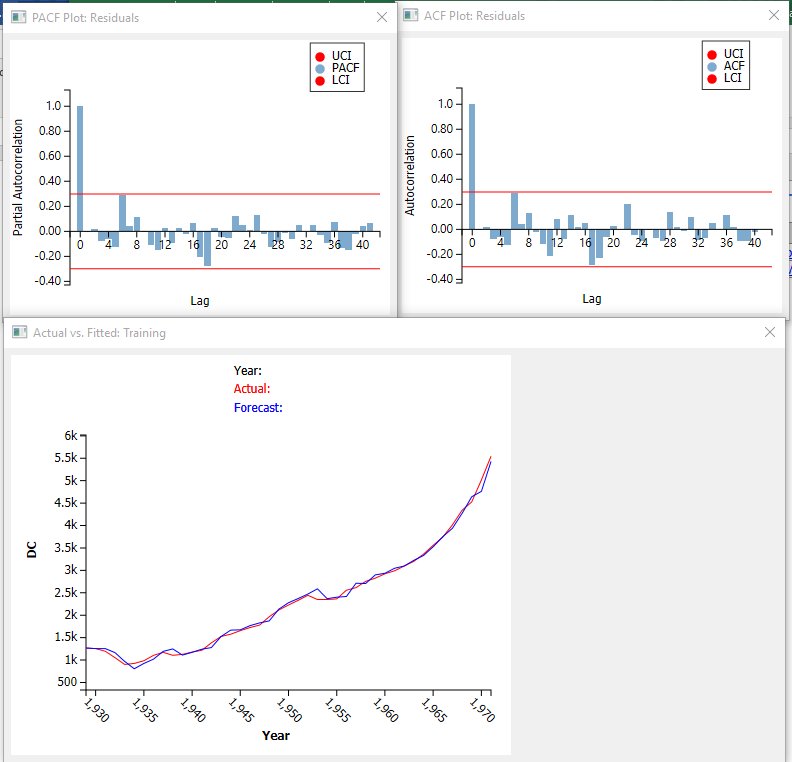 PACF Plot: Residuals
UCI
PACF
LCI
Partial Autocorrelation
1.0
0.80
0.60
0.40
0.20
0.00
-0.20
-0.40
0 4 8 12 16 20 24 28 32 36 40
Lag
ACF Plot: Residuals
UCI
ACF
LCI
Autocorrelation
1.0
0.80
0.60
0.40
0.20
0.00
-0.20
-0.40
0 4 8 12 16 20 24 28 32 36 40
Lag
Actual vs. Fitted: Training
Year:
Actual:
Forecast:
DC
6k
5.5k
5k
4.5k
4k
3.5k
3k
2.5k
2k
1.5k
1k
500
1,930 1,935 1,940 1,945 1,950 1,955 1,960 1,965 1,970
Year